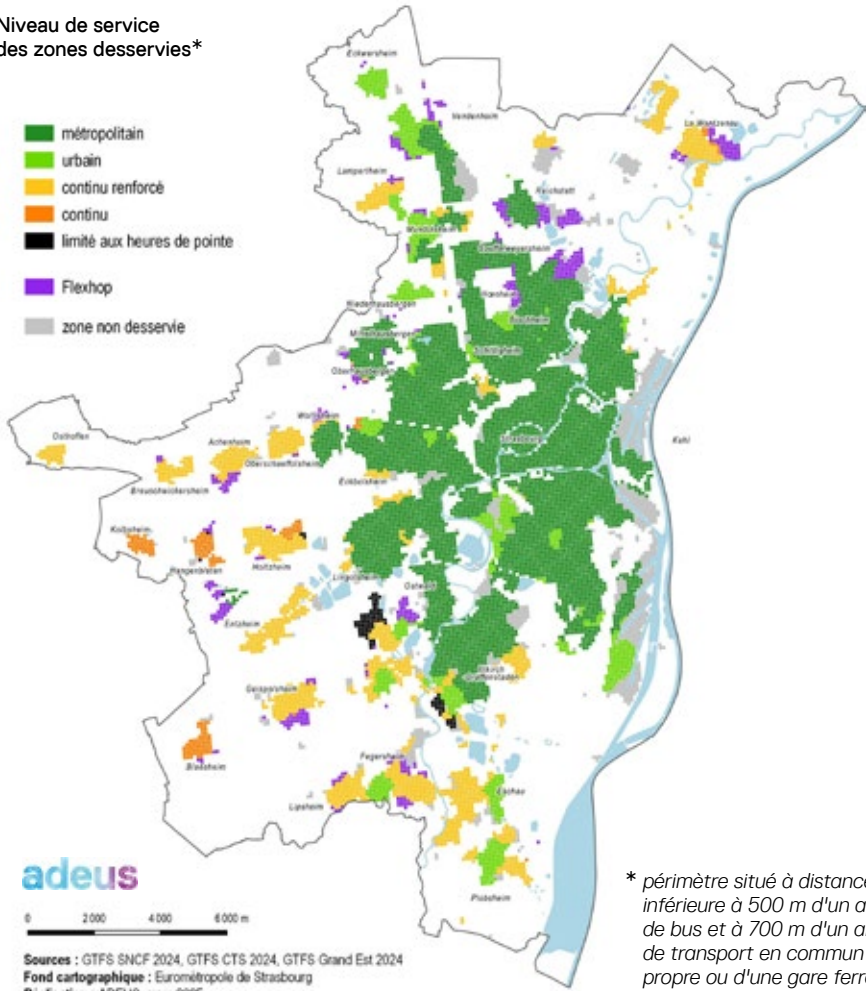 Niveau de service
des zones desservies*
métropolitain
urbain
continu renforcé
continu
limité aux heures de pointe
Flexhop
zone non desservie
Eckwersheim
Vendenheim
La Wantzenau
Lampertheim
Reichstett
Mundolsheim
Souffelweyersheim
Hœnheim
Niederhausbergen
Bischheim
Mittelhausbergen
Schiltigheim
Oberhausbergen
Wolfisheim
Osthoffen
Achenheim
Oberschaeffolsheim
Strasbourg
Kehl
Breuschwickersheim
Eckbolsheim
Kolbsheim
Hangenbieten
Holtzheim
Lingolsheim
Ostwald
Entzheim
Illkirch
Graffenstaden
Geispolsheim
Blaesheim
Fegersheim
Lipsheim
Eschau
Plobsheim
adeus
0 2 000 4 000 6 000 m
* périmètre situé à distance
inférieure à 500 m d'un a
de bus et à 700 m d'un a
de transport en commun
propre ou d'une gare ferr
Sources : GTFS SNCF 2024, GTFS CTS 2024, GTFS Grand Est 2024
Fond cartographique : Eurométropole de Strasbourg